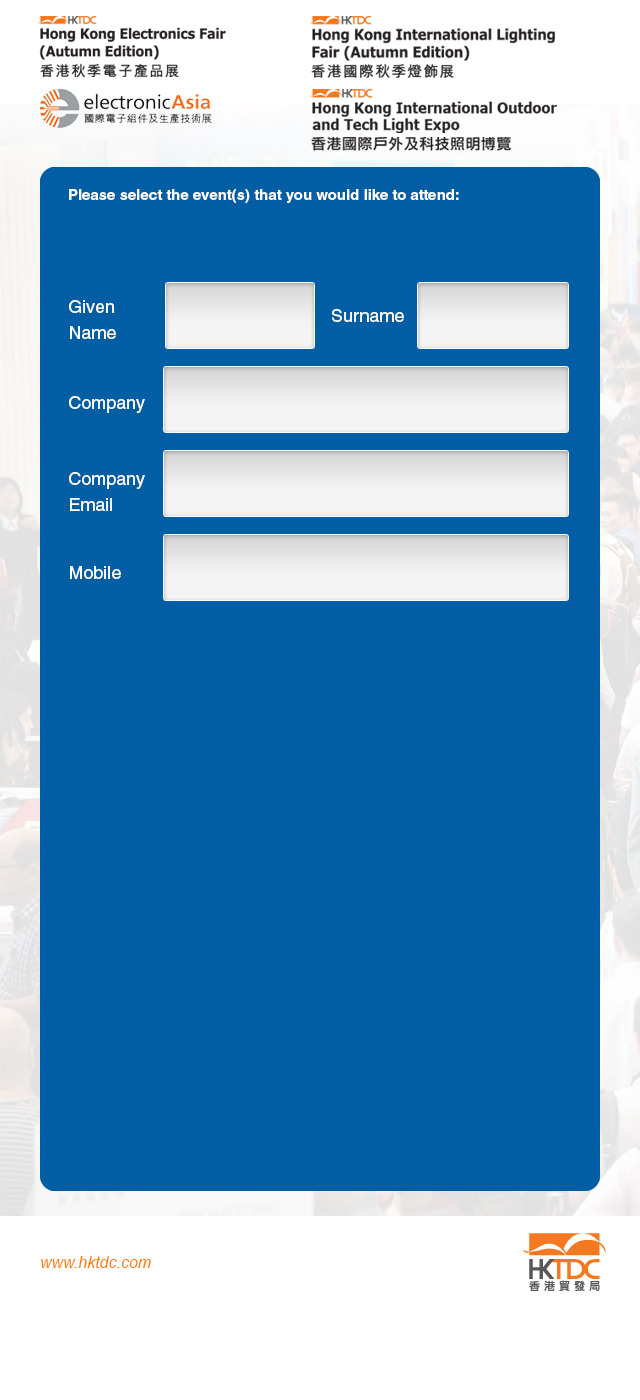 HKTDC
Hong Kong Electronics Fair
(Autumn Edition)
香港秋季電子產品展
electronicAsia
國際電子組件及生產技術展
HKTDC
Hong Kong International Lighting
Fair (Autumn Edition)
香港國際秋季燈飾展
HKTDC
Hong Kong International Outdoor
and Tech Light Expo
香港國際戶外及科技照明博覽
Please select the event(s) that you would like to attend:
Given
Name
Surname
Company
Company
Email
Mobile
www.hktdc.com
HKTDC
香港貿發局